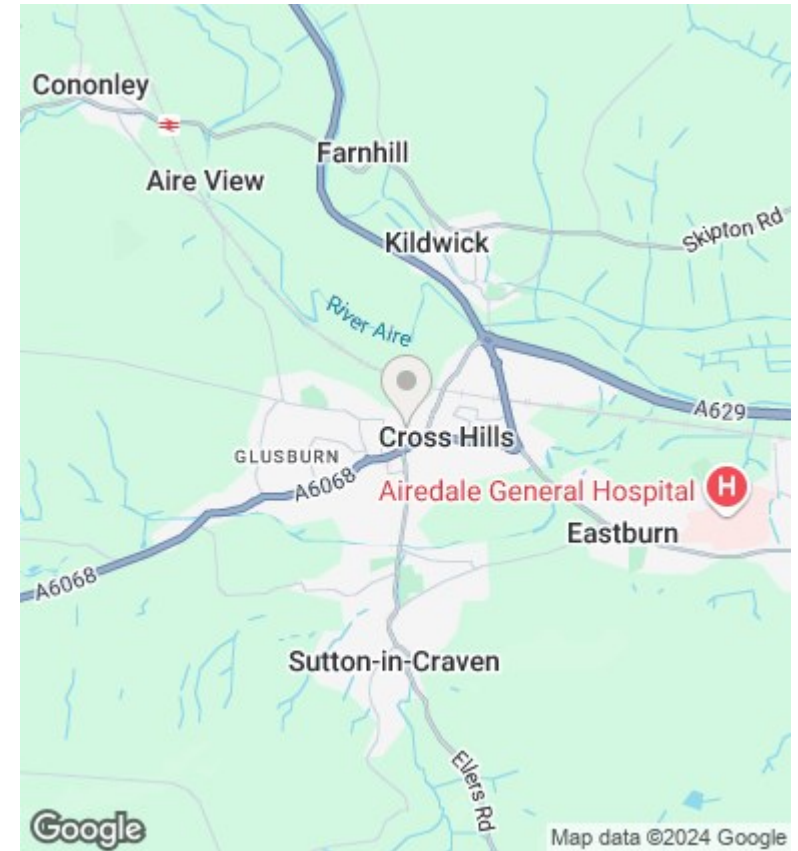 Cononley
Farnhill
Aire View
Kildwick
Skipton Rd
River Aire
A629
Cross Hills
GLUSBURN
A6068
Airedale General Hospital
H
Eastburn
A6068
Sutton-in-Craven
Ellers Rd
Google
Map data ©2024 Google